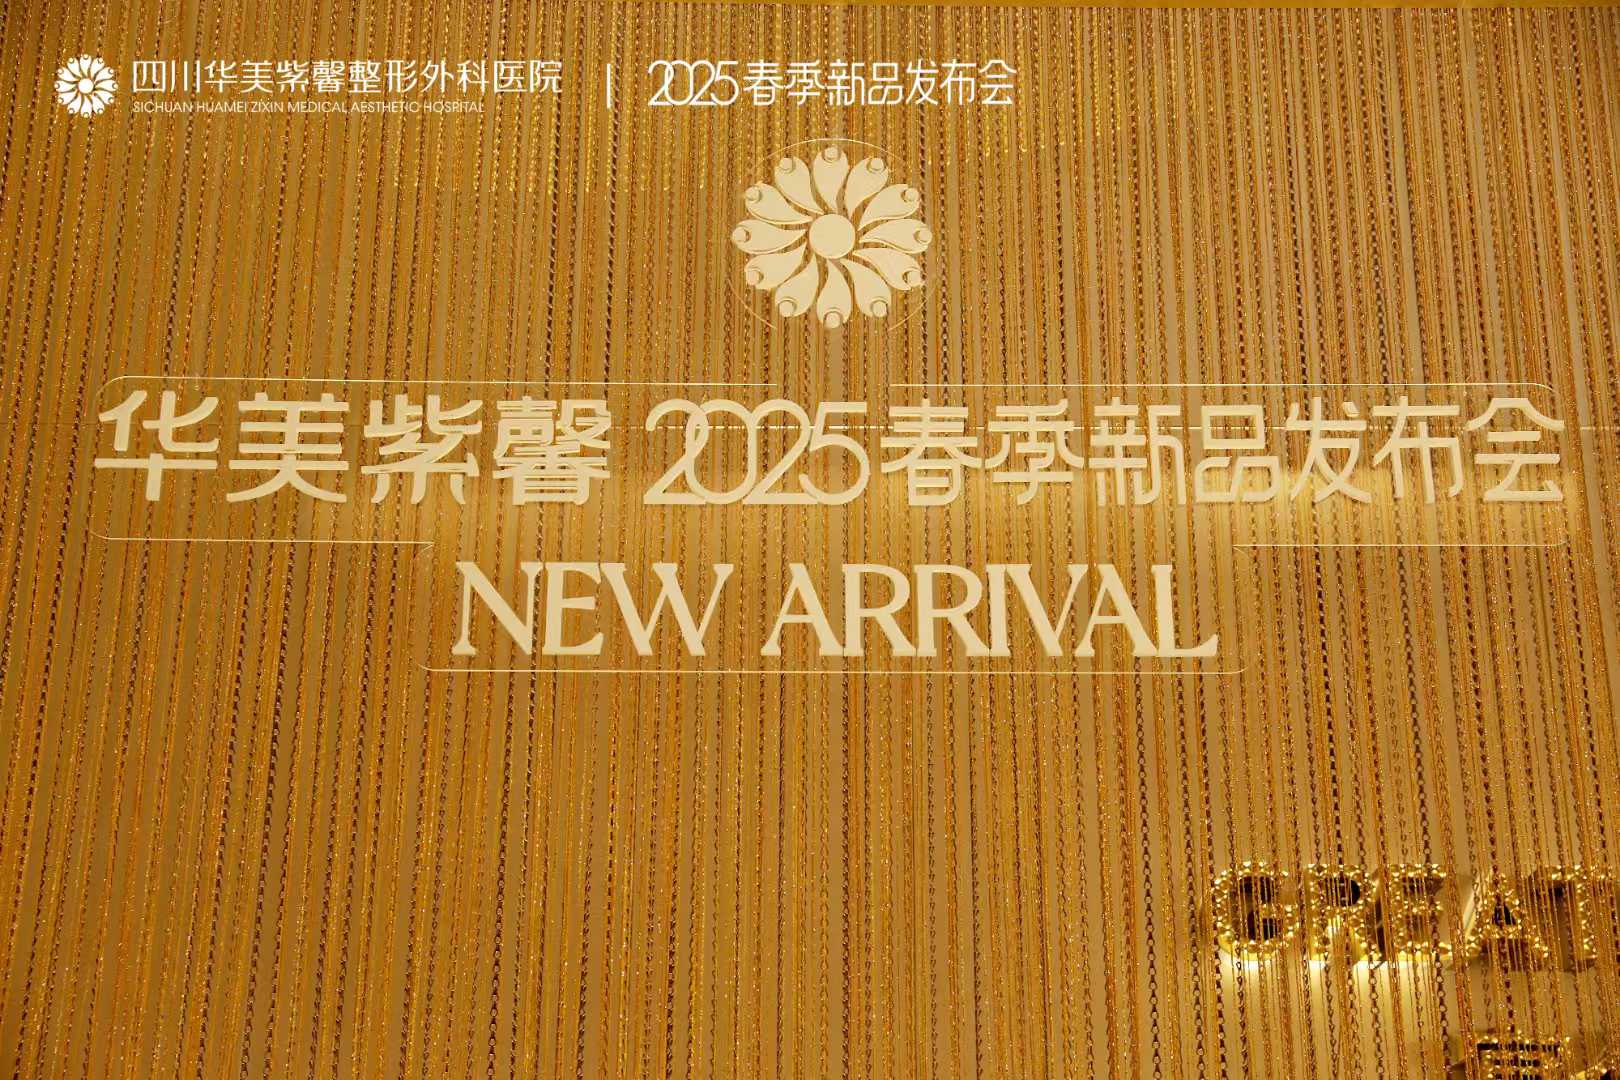 四川华美紫馨整形外科医院 | 2025春季新品发布会
SICHUAN HUAMEI ZIXIN MEDICAL AESTHETIC HOSPITAL
华美紫馨 2025春季新品发布会
NEW ARRIVAL
GREAT